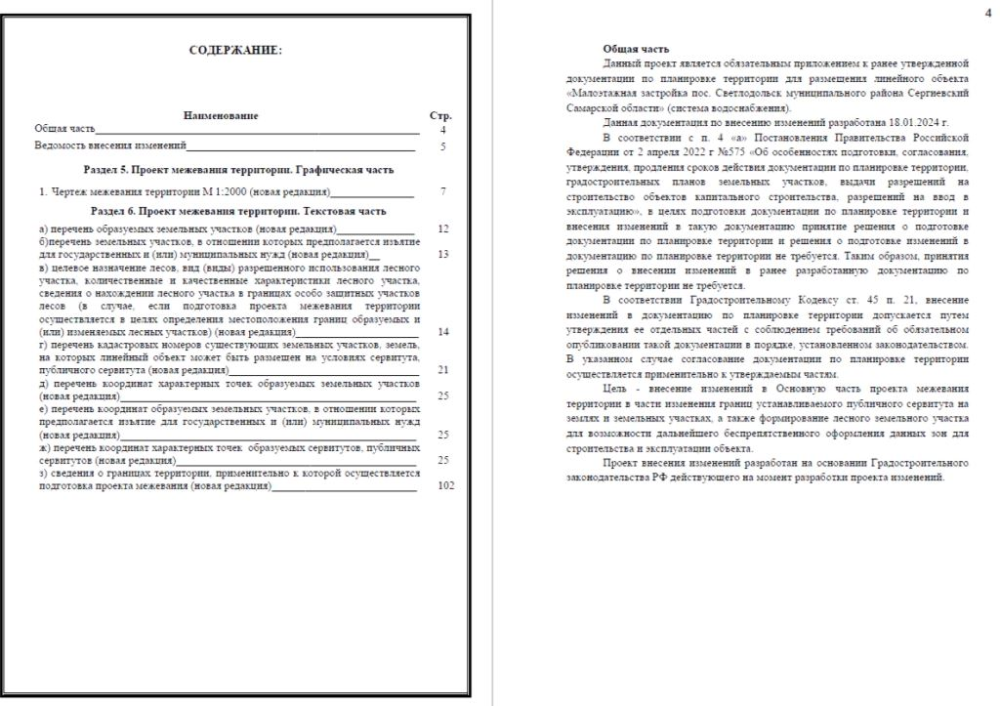 СОДЕРЖАНИЕ:
Наименование Стр.
Общая часть 4
Ведомость внесения изменений 5
Раздел 5. Проект межевания территории. Графическая часть
1. Чертеж межевания территории М 1:2000 (новая редакция) 7
Раздел 6. Проект межевания территории. Текстовая часть
а) перечень образуемых земельных участков (новая редакция) 12
б)перечень земельных участков, в отношении которых предполагается изъятие
для государственных и (или) муниципальных нужд (новая редакция) 13
в) целевое назначение лесов, вид (виды) разрешенного использования лесного
участка, количественные и качественные характеристики лесного участка,
сведения о нахождении лесного участка в границах особо защитных участков
лесов (в случае, если подготовка проекта межевания территории
осуществляется в целях определения местоположения границ образуемых и
(или) изменяемых лесных участков) (новая редакция) 14
г) перечень кадастровых номеров существующих земельных участков, земель,
на которых линейный объект может быть размещен на условиях сервитута,
публичного сервитута (новая редакция) 21
д) перечень координат характерных точек образуемых земельных участков
(новая редакция) 25
е) перечень координат образуемых земельных участков, в отношении которых
предполагается изъятие для государственных и (или) муниципальных нужд
(новая редакция) 25
ж) перечень координат характерных точек образуемых сервитутов, публичных
сервитутов (новая редакция) 25
з) сведения о границах территории, применительно к которой осуществляется
подготовка проекта межевания (новая редакция) 102
4
Общая часть
Данный проект является обязательным приложением к ранее утвержденной
документации по планировке территории для размещения линейного объекта
«Малоэтажная застройка пос. Светлодольск муниципального района Сергиевский
Самарской области» (система водоснабжения).
Данная документация по внесению изменений разработана 18.01.2024 г.
В соответствии с п. 4 «а» Постановления Правительства Российской
Федерации от 2 апреля 2022 г №575 «Об особенностях подготовки, согласования,
утверждения, продления сроков действия документации по планировке территории,
градостроительных планов земельных участков, выдачи разрешений на
строительство объектов капитального строительства, разрешений на ввод в
эксплуатацию», в целях подготовки документации по планировке территории и
внесения изменений в такую документацию принятие решения о подготовке
документации по планировке территории и решения о подготовке изменений в
документацию по планировке территории не требуется. Таким образом, принятия
решения о внесении изменений в ранее разработанную документацию по
планировке территории не требуется.
В соответствии Градостроительному Кодексу ст. 45 п. 21, внесение
изменений в документацию по планировке территории допускается путем
утверждения ее отдельных частей с соблюдением требований об обязательном
опубликовании такой документации в порядке, установленном законодательством.
В указанном случае согласование документации по планировке территории
осуществляется применительно к утверждаемым частям.
Цель - внесение изменений в Основную часть проекта межевания
территории в части изменения границ устанавливаемого публичного сервитута на
землях и земельных участках, а также формирование лесного земельного участка
для возможности дальнейшего беспрепятственного оформления данных зон для
строительства и эксплуатации объекта.
Проект внесения изменений разработан на основании Градостроительного
законодательства РФ действующего на момент разработки проекта изменений.